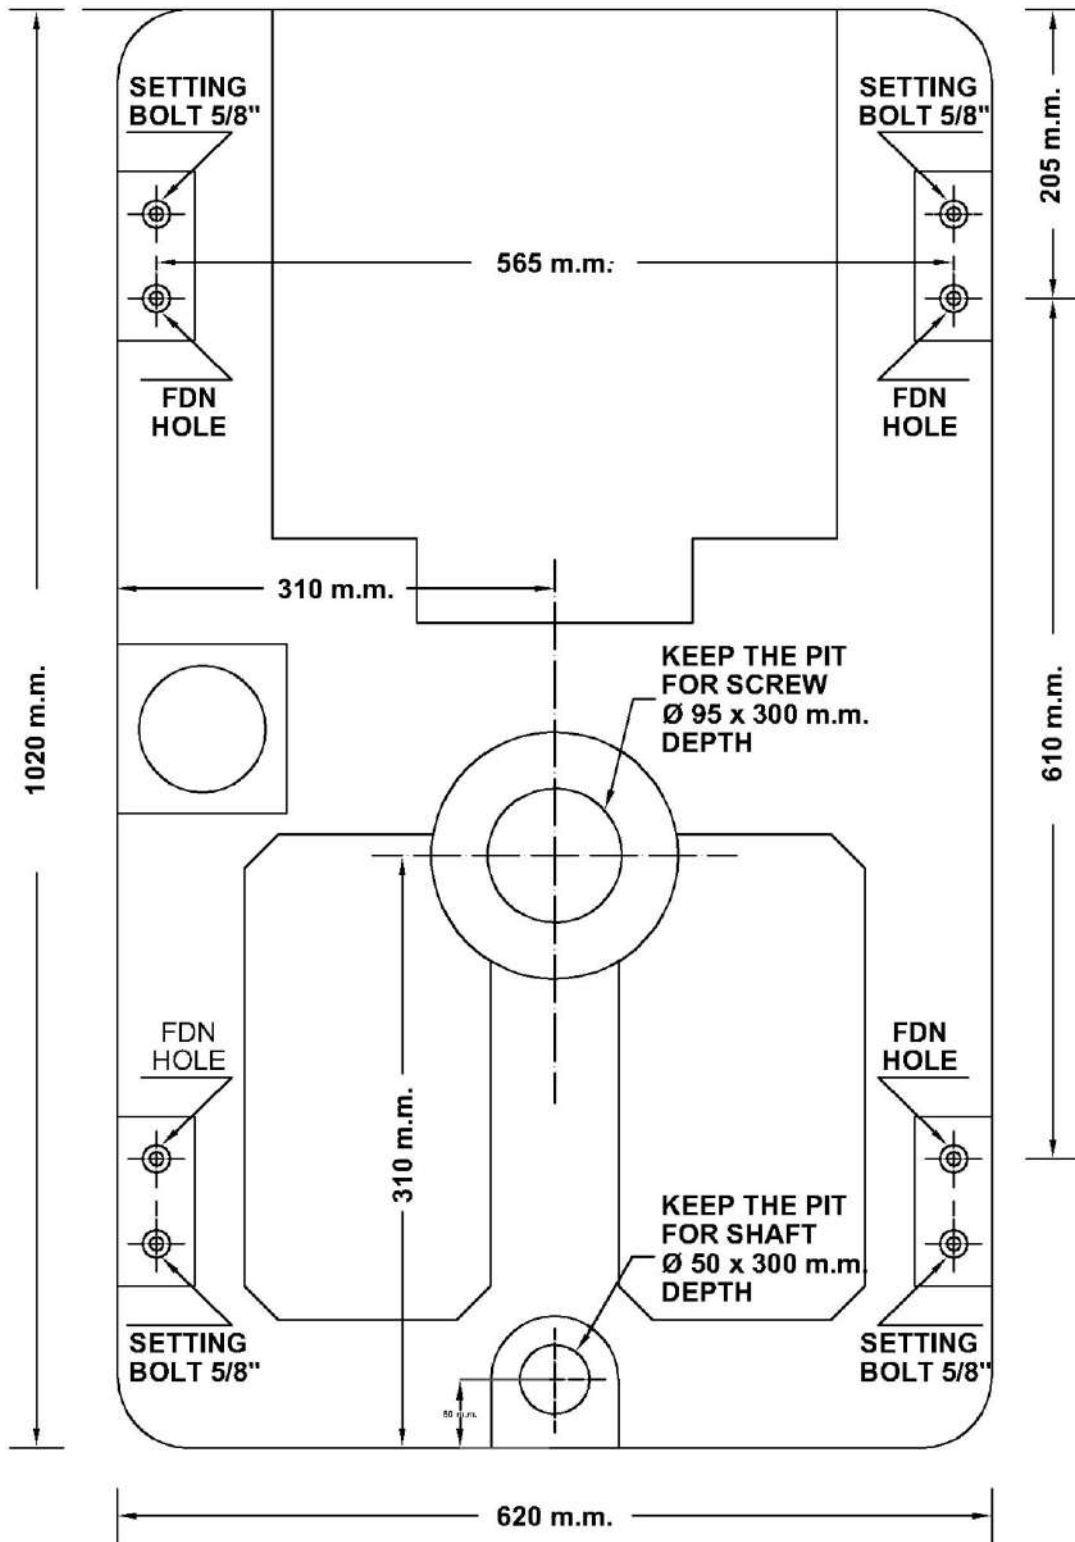 SETTING
BOLT 5/8"
SETTING
BOLT 5/8"
205 m.m.
565 m.m.
FDN
HOLE
FDN
HOLE
310 m.m.
KEEP THE PIT
FOR SCREW
Ø 95 x 300 m.m.
DEPTH
1020 m.m.
610 m.m.
FDN
HOLE
FDN
HOLE
310 m.m.
KEEP THE PIT
FOR SHAFT
Ø 50 x 300 m.m.
DEPTH
SETTING
BOLT 5/8"
SETTING
BOLT 5/8"
m.m.
620 m.m.